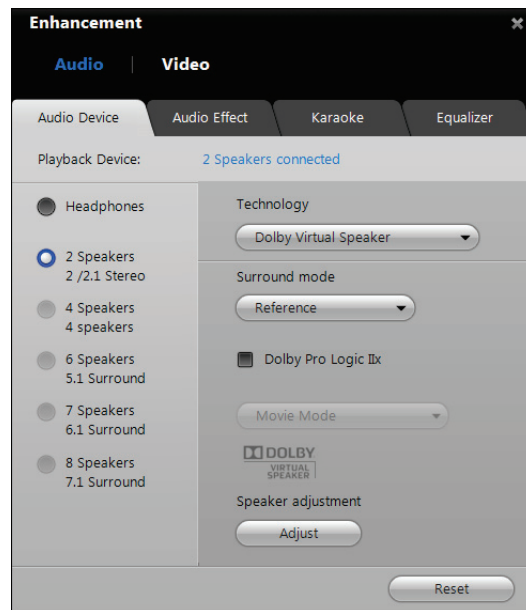 Enhancement
Audio
Video
Audio Device
Audio Effect
Karaoke
Equalizer
Playback Device:
2 Speakers connected
Headphones
2 Speakers
2 /2.1 Stereo
4 Speakers
4 speakers
6 Speakers
5.1 Surround
7 Speakers
6.1 Surround
8 Speakers
7.1 Surround
Technology
Dolby Virtual Speaker
Surround mode
Reference
Dolby Pro Logic IIx
Movie Mode
DOLBY
VIRTUAL
SPEAKER
Speaker adjustment
Adjust
Reset